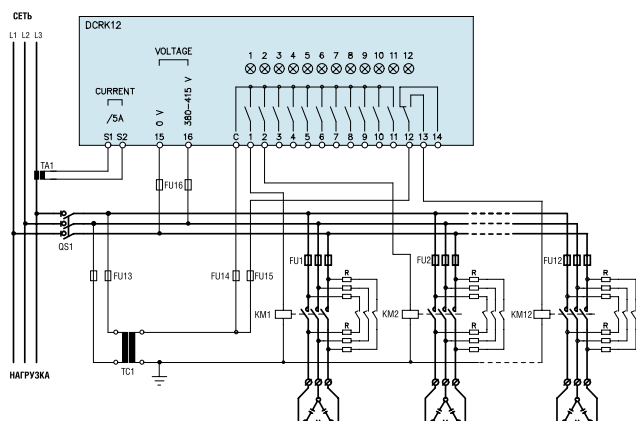 СЕТЬ
L1 L2 L3
DCRK12
VOLTAGE
CURRENT
/5A
0 V
380-415 V
1 2 3 4 5 6 7 8 9 10 11 12
S1 S2 15 16 C 1 2 3 4 5 6 7 8 9 10 11 12 13 14
TA1
FU16
QS1
FU13 FU14 FU15 FU1 FU2 FU12
R R R
KM1 KM2 KM12
R R R
TC1
НАГРУЗКА